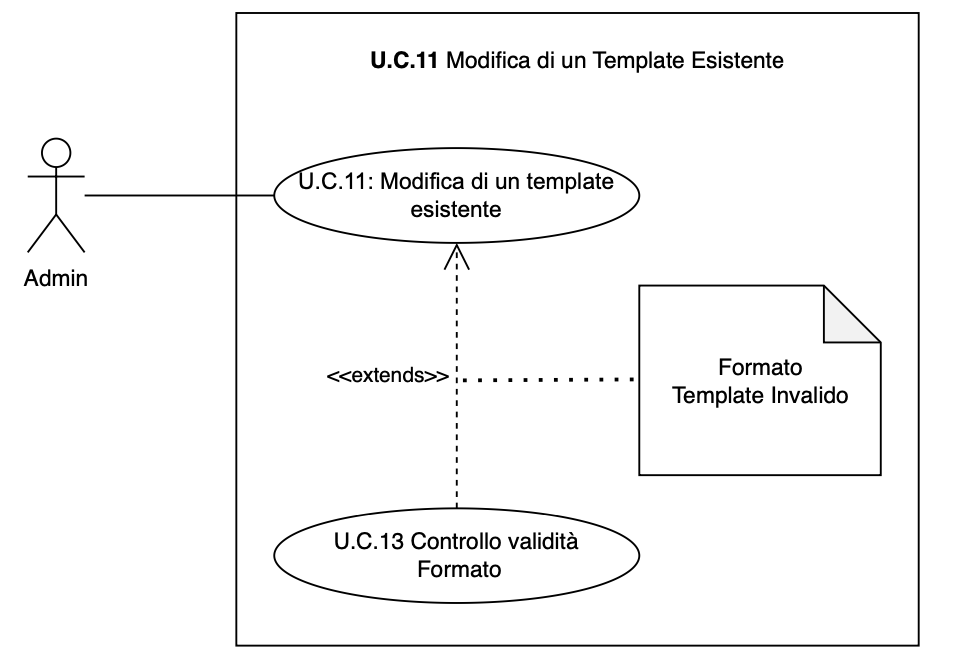 U.C.11 Modifica di un Template Esistente
U.C.11: Modifica di un template
esistente
Admin
<<extends>>
Formato
Template Invalido
U.C.13 Controllo validità
Formato